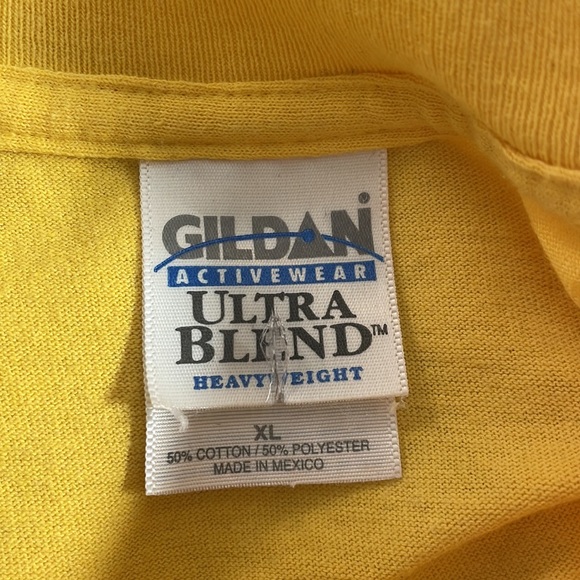 GILDAN®
ACTIVEWEAR
ULTRA
BLEND™
HEAVYWEIGHT
XL
50% COTTON / 50% POLYESTER
MADE IN MEXICO